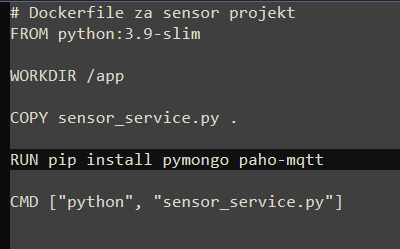 # Dockerfile za sensor projekt
FROM python:3.9-slim
WORKDIR /app
COPY sensor_service.py .
RUN pip install pymongo paho-mqtt
CMD ["python", "sensor_service.py"]